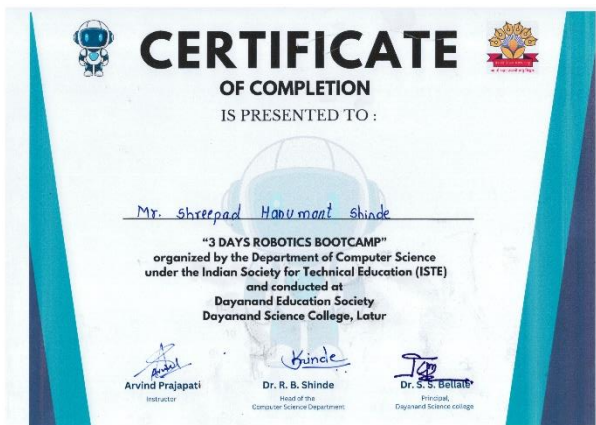 CERTIFICATE
OF COMPLETION
IS PRESENTED TO :
Mr. Shreepad Hanumant Shinde
“3 DAYS ROBOTICS BOOTCAMP”
organized by the Department of Computer Science
under the Indian Society for Technical Education (ISTE)
and conducted at
Dayanand Education Society
Dayanand Science College, Latur
Arvind Prajapati
Instructor
Dr. R. B. Shinde
Head of the
Computer Science Department
Dr. S. S. Bellale
Principal,
Dayanand Science college